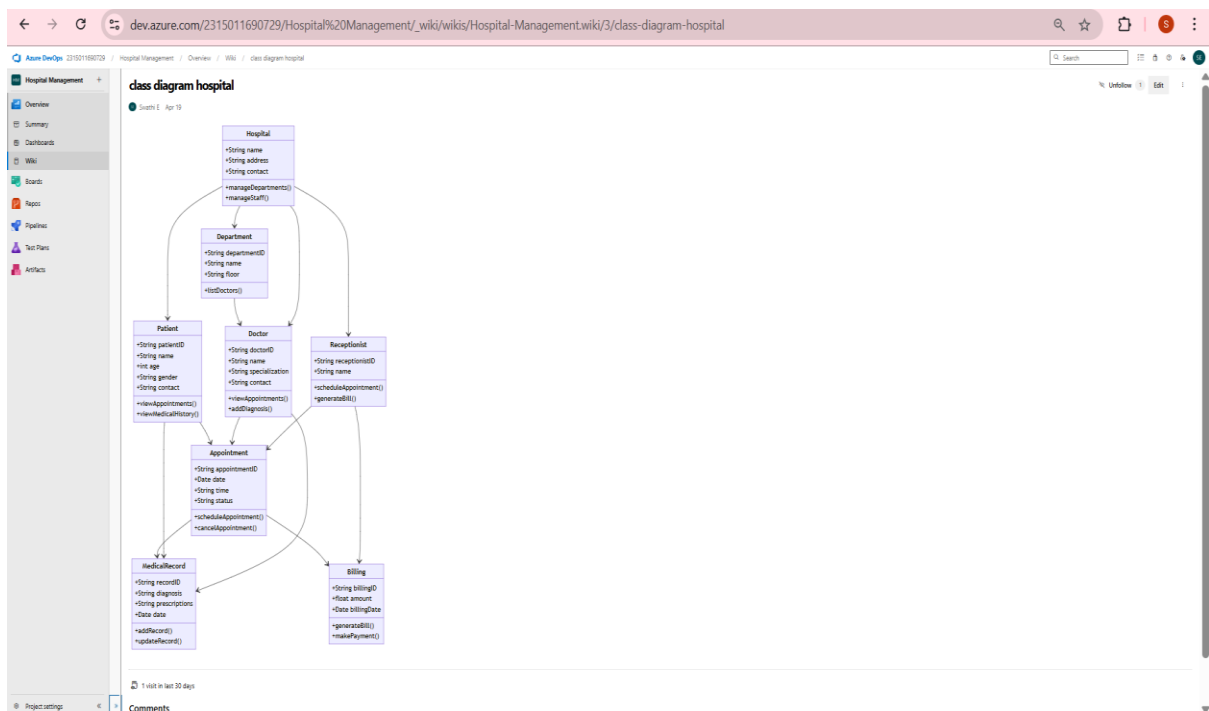 dev.azure.com/2315011690729/Hospital%20Management/_wiki/wikis/Hospital-Management.wiki/3/class-diagram-hospital
S
Azure DevOps 2315011690729 / Hospital Management / Overview / Wiki / class diagram hospital
Search
SE
Hospital Management +
Overview
Summary
Dashboards
Wiki
Boards
Repos
Pipelines
Test Plans
Artifacts
Project settings
class diagram hospital
Unfollow 1 Edit
Swathi E Apr 19
Hospital
+String name
+String address
+String contact
+manageDepartments()
+manageStaff()
Department
+String departmentID
+String name
+String floor
+listDoctors()
Patient
+String patientID
+String name
+int age
+String gender
+String contact
+viewAppointments()
+viewMedicalHistory()
Doctor
+String doctorID
+String name
+String specialization
+String contact
+viewAppointments()
+addDiagnosis()
Receptionist
+String receptionistID
+String name
+scheduleAppointment()
+generateBill()
Appointment
+String appointmentID
+Date date
+String time
+String status
+scheduleAppointment()
+cancelAppointment()
MedicalRecord
+String recordID
+String diagnosis
+String prescriptions
+Date date
+addRecord()
+updateRecord()
Billing
+String billingID
+float amount
+Date billingDate
+generateBill()
+makePayment()
1 visit in last 30 days
Comments